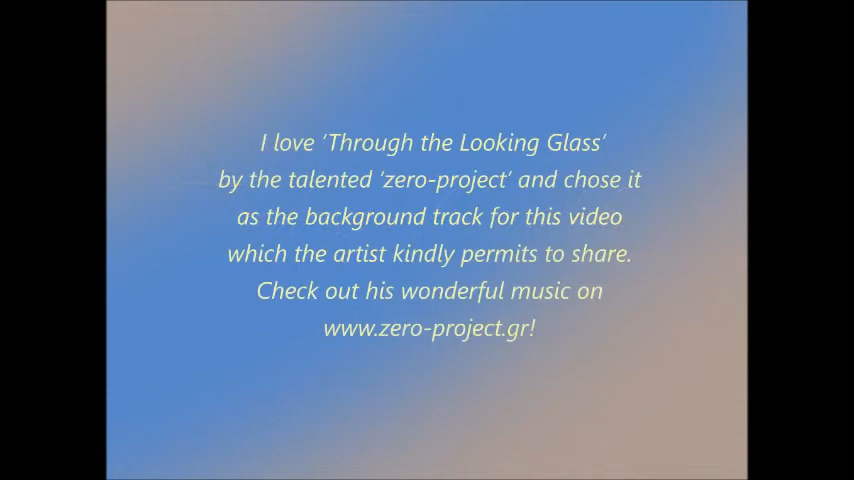 I love 'Through the Looking Glass'
by the talented 'zero-project' and chose it
as the background track for this video
which the artist kindly permits to share.
Check out his wonderful music on
www.zero-project.gr!